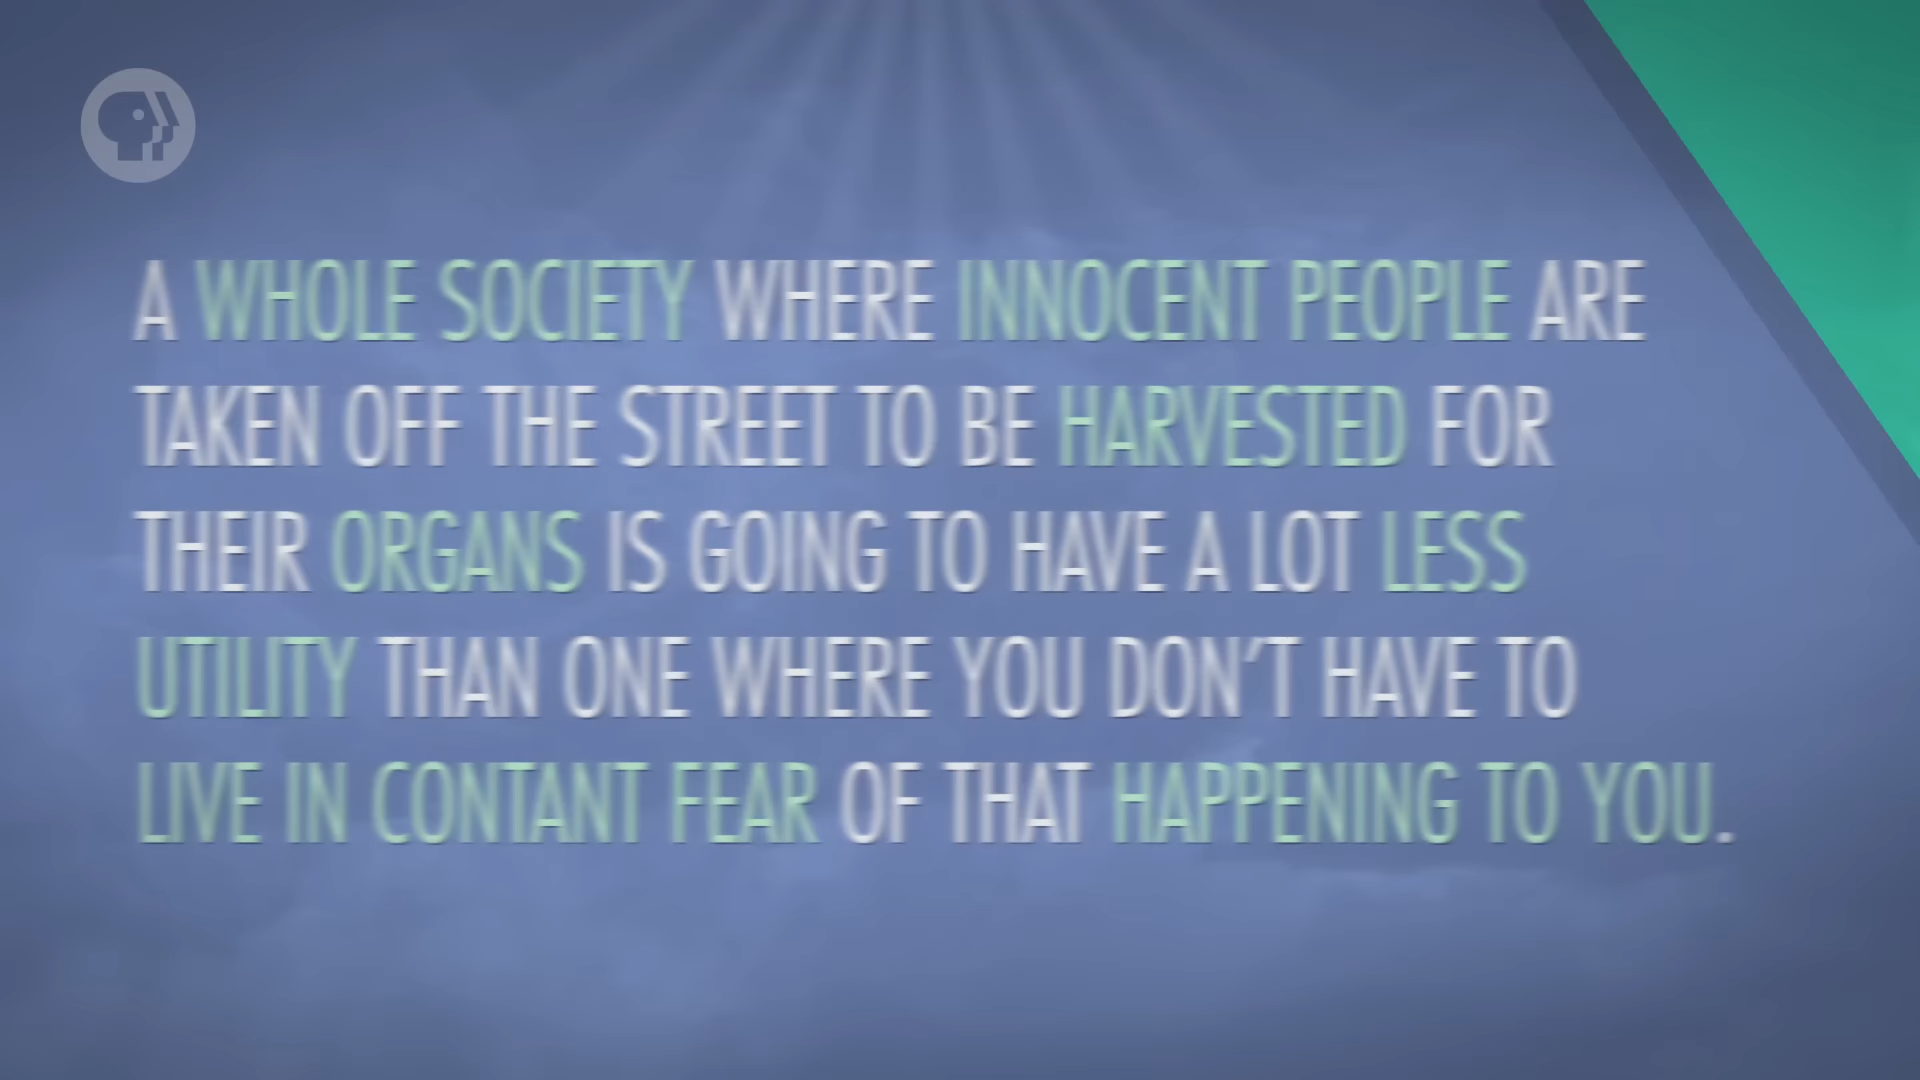 A WHOLE SOCIETY WHERE INNOCENT PEOPLE ARE
TAKEN OFF THE STREET TO BE HARVESTED FOR
THEIR ORGANS IS GOING TO HAVE A LOT LESS
UTILITY THAN ONE WHERE YOU DON'T HAVE TO
LIVE IN CONTANT FEAR OF THAT HAPPENING TO YOU.